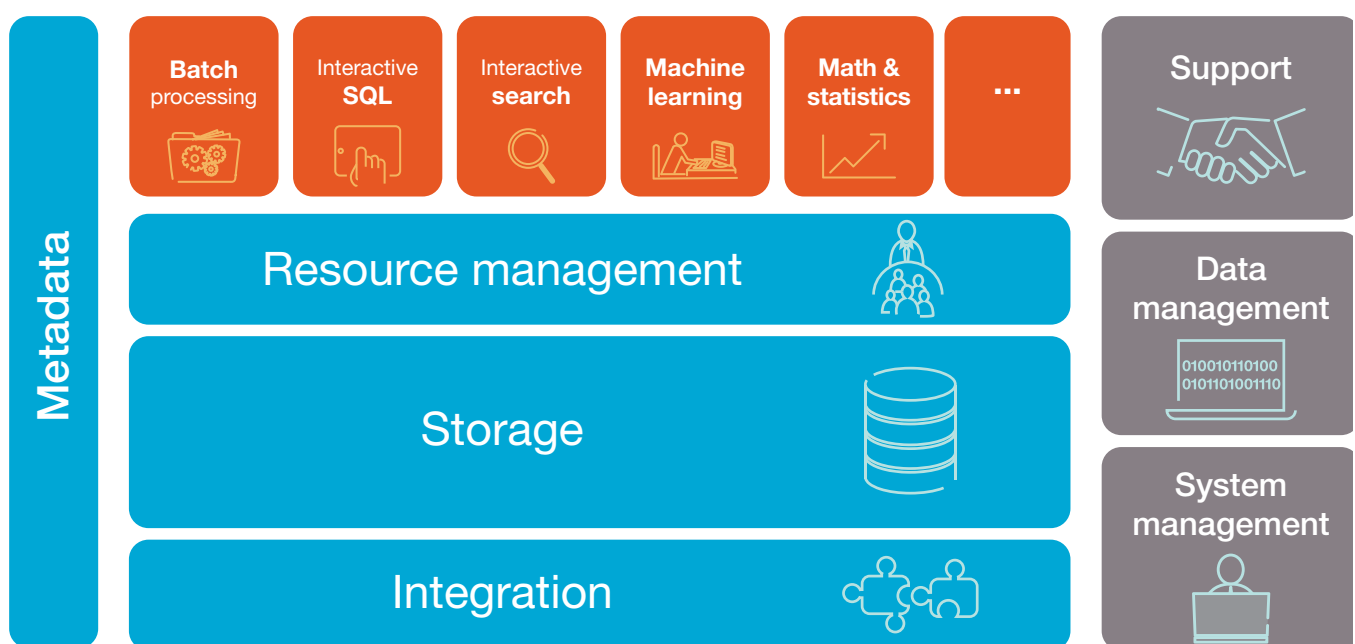 Metadata
Batch
processing
Interactive
SQL
Interactive
search
Machine
learning
Math &
statistics
...
Resource management
Storage
Integration
Support
Data
management
010010110100
0101101001110
System
management